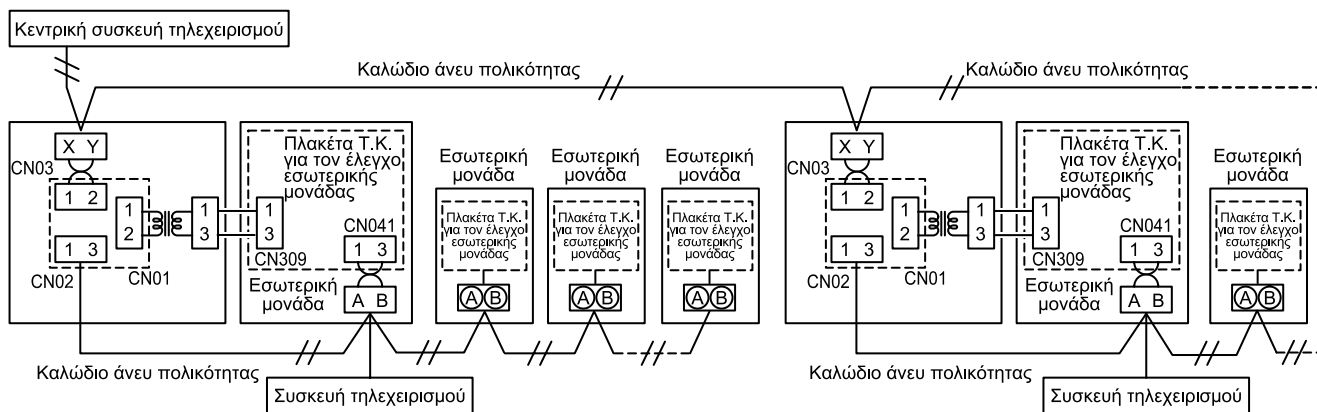 Κεντρική συσκευή τηλεχειρισμού
Καλώδιο άνευ πολικότητας
Καλώδιο άνευ πολικότητας
X Y
CN03
1 2
1 3
CN02
1
2
CN01
1
3
1
3
CN309
Πλακέτα Τ.Κ.
για τον έλεγχο
εσωτερικής
μονάδας
CN041
1 3
Εσωτερική
μονάδα
A B
Εσωτερική
μονάδα
Πλακέτα Τ.Κ.
για τον έλεγχο
εσωτερικής
μονάδας
A B
Εσωτερική
μονάδα
Πλακέτα Τ.Κ.
για τον έλεγχο
εσωτερικής
μονάδας
A B
Εσωτερική
μονάδα
Πλακέτα Τ.Κ.
για τον έλεγχο
εσωτερικής
μονάδας
A B
X Y
CN03
1 2
1 3
CN02
1
2
CN01
1
3
1
3
CN309
Πλακέτα Τ.Κ.
για τον έλεγχο
εσωτερικής
μονάδας
CN041
1 3
Εσωτερική
μονάδα
A B
Εσωτερική
μονάδα
Πλακέτα Τ.Κ.
για τον έλεγχο
εσωτερικής
μονάδας
A B
Καλώδιο άνευ πολικότητας
Συσκευή τηλεχειρισμού
Καλώδιο άνευ πολικότητας
Συσκευή τηλεχειρισμού